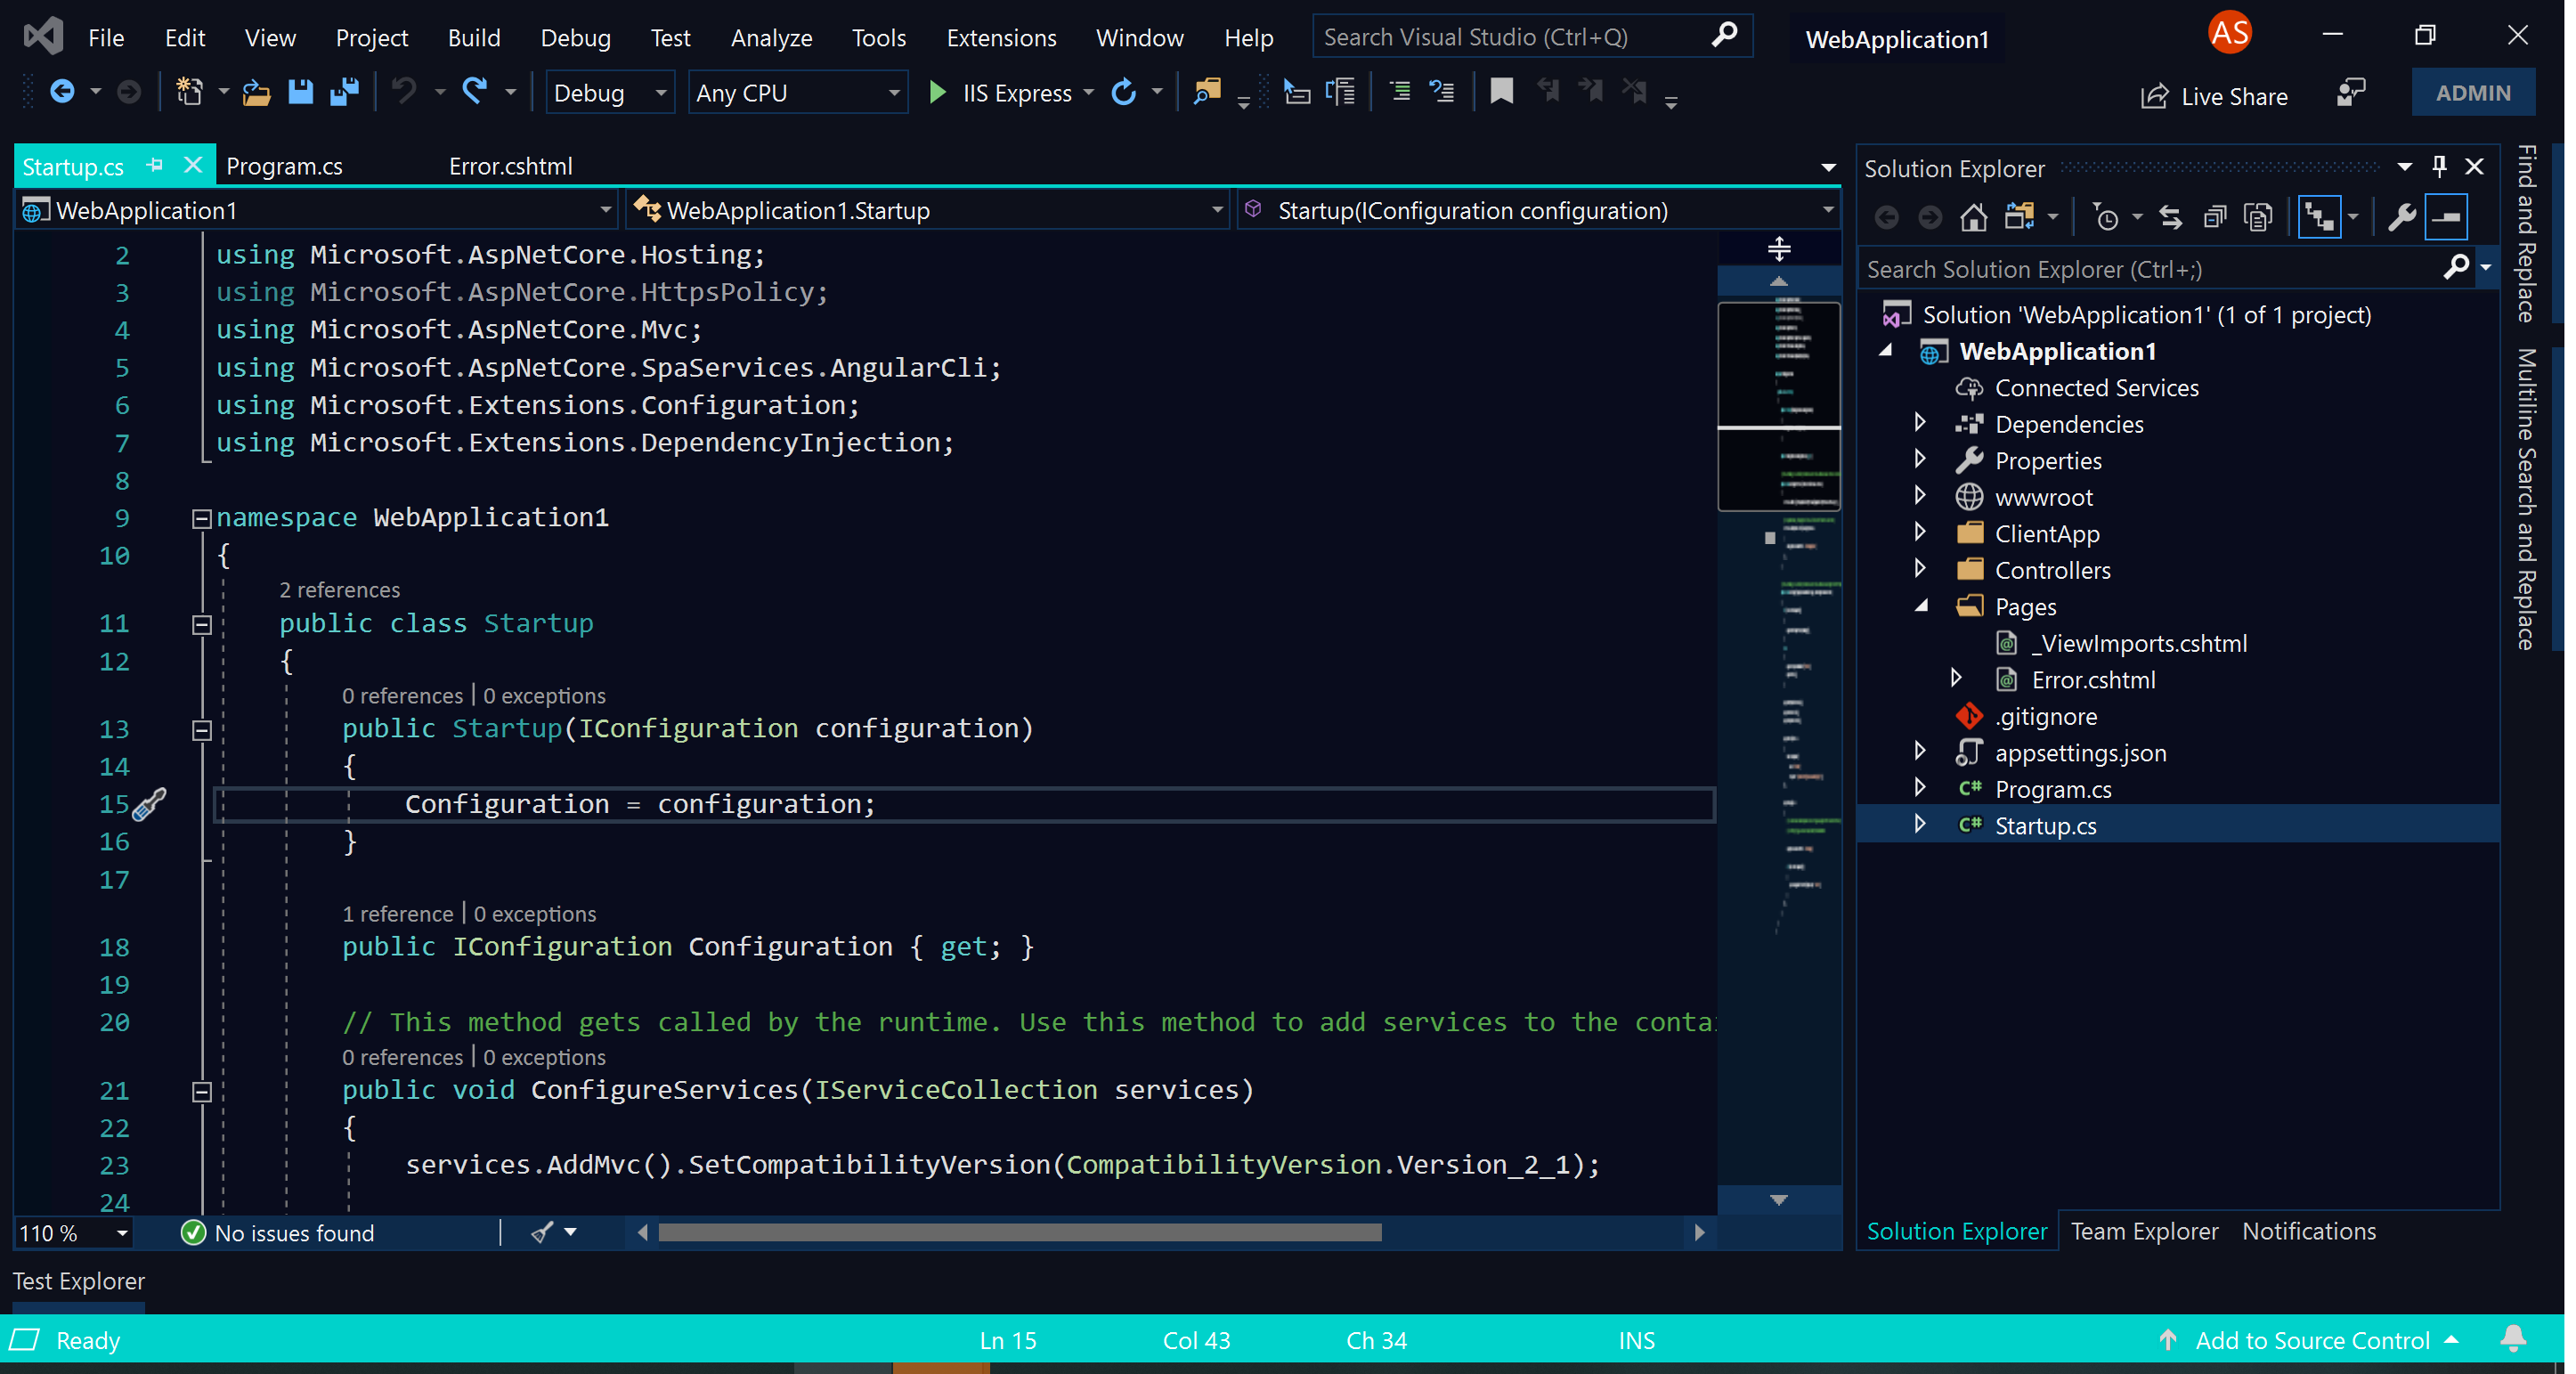 File Edit View Project Build Debug Test Analyze Tools Extensions Window Help Search Visual Studio (Ctrl+Q) WebApplication1 AS
Debug Any CPU IIS Express Live Share ADMIN
Startup.cs Program.cs Error.cshtml
WebApplication1 WebApplication1.Startup Startup(IConfiguration configuration)
2 using Microsoft.AspNetCore.Hosting;
3 using Microsoft.AspNetCore.HttpsPolicy;
4 using Microsoft.AspNetCore.Mvc;
5 using Microsoft.AspNetCore.SpaServices.AngularCli;
6 using Microsoft.Extensions.Configuration;
7 using Microsoft.Extensions.DependencyInjection;
8
9 namespace WebApplication1
10 {
2 references
11 public class Startup
12 {
0 references | 0 exceptions
13 public Startup(IConfiguration configuration)
14 {
15 Configuration = configuration;
16 }
17
1 reference | 0 exceptions
18 public IConfiguration Configuration { get; }
19
20 // This method gets called by the runtime. Use this method to add services to the contai
0 references | 0 exceptions
21 public void ConfigureServices(IServiceCollection services)
22 {
23 services.AddMvc().SetCompatibilityVersion(CompatibilityVersion.Version_2_1);
24
110 % No issues found
Solution Explorer
Search Solution Explorer (Ctrl+;)
Solution 'WebApplication1' (1 of 1 project)
WebApplication1
Connected Services
Dependencies
Properties
wwwroot
ClientApp
Controllers
Pages
_ViewImports.cshtml
Error.cshtml
.gitignore
appsettings.json
C# Program.cs
C# Startup.cs
Solution Explorer Team Explorer Notifications
Find and Replace
Multiline Search and Replace
Test Explorer
Ready Ln 15 Col 43 Ch 34 INS Add to Source Control